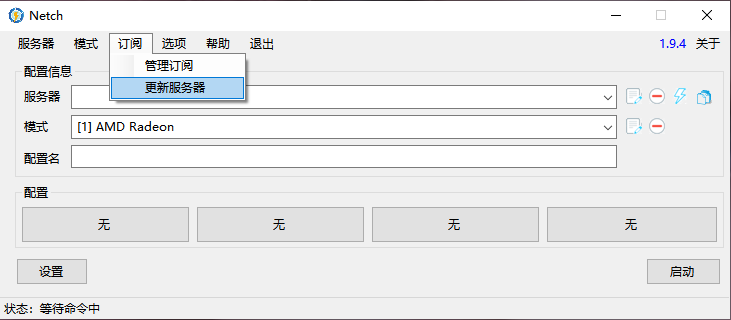 Netch
服务器 模式 订阅 选项 帮助 退出 1.9.4 关于
管理订阅
更新服务器
配置信息
服务器
模式 [1] AMD Radeon
配置名
配置
无 无 无 无
设置 启动
状态：等待命令中